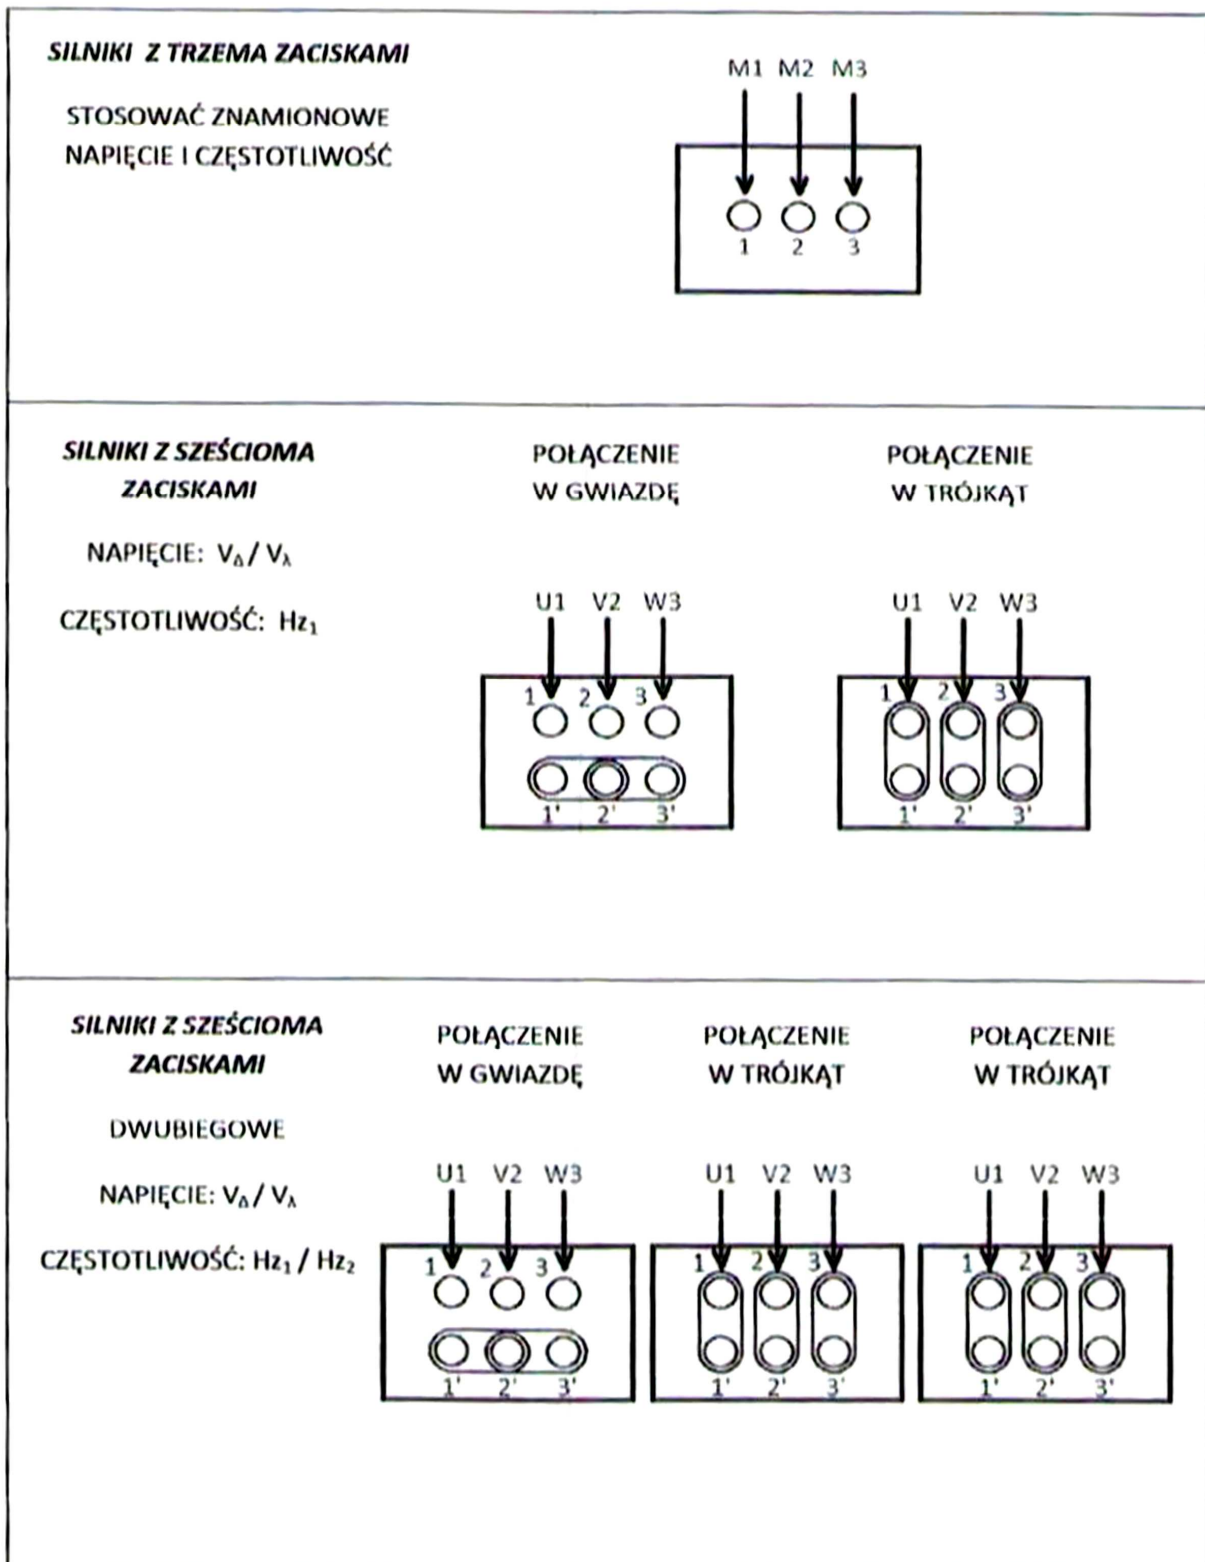 SILNIKI Z TRZEMA ZACISKAMI
STOSOWAĆ ZNAMIONOWE
NAPIĘCIE I CZĘSTOTLIWOŚĆ
M1 M2 M3
1 2 3
SILNIKI Z SZEŚCIOMA
ZACISKAMI
NAPIĘCIE: V∆ / Vλ
CZĘSTOTLIWOŚĆ: Hz₁
POŁĄCZENIE
W GWIAZDĘ
U1 V2 W3
1 2 3
1' 2' 3'
POŁĄCZENIE
W TRÓJKĄT
U1 V2 W3
1 2 3
1' 2' 3'
SILNIKI Z SZEŚCIOMA
ZACISKAMI
DWUBIEGOWE
NAPIĘCIE: V∆ / Vλ
CZĘSTOTLIWOŚĆ: Hz₁ / Hz₂
POŁĄCZENIE
W GWIAZDĘ
U1 V2 W3
1 2 3
1' 2' 3'
POŁĄCZENIE
W TRÓJKĄT
U1 V2 W3
1 2 3
1' 2' 3'
POŁĄCZENIE
W TRÓJKĄT
U1 V2 W3
1 2 3
1' 2' 3'